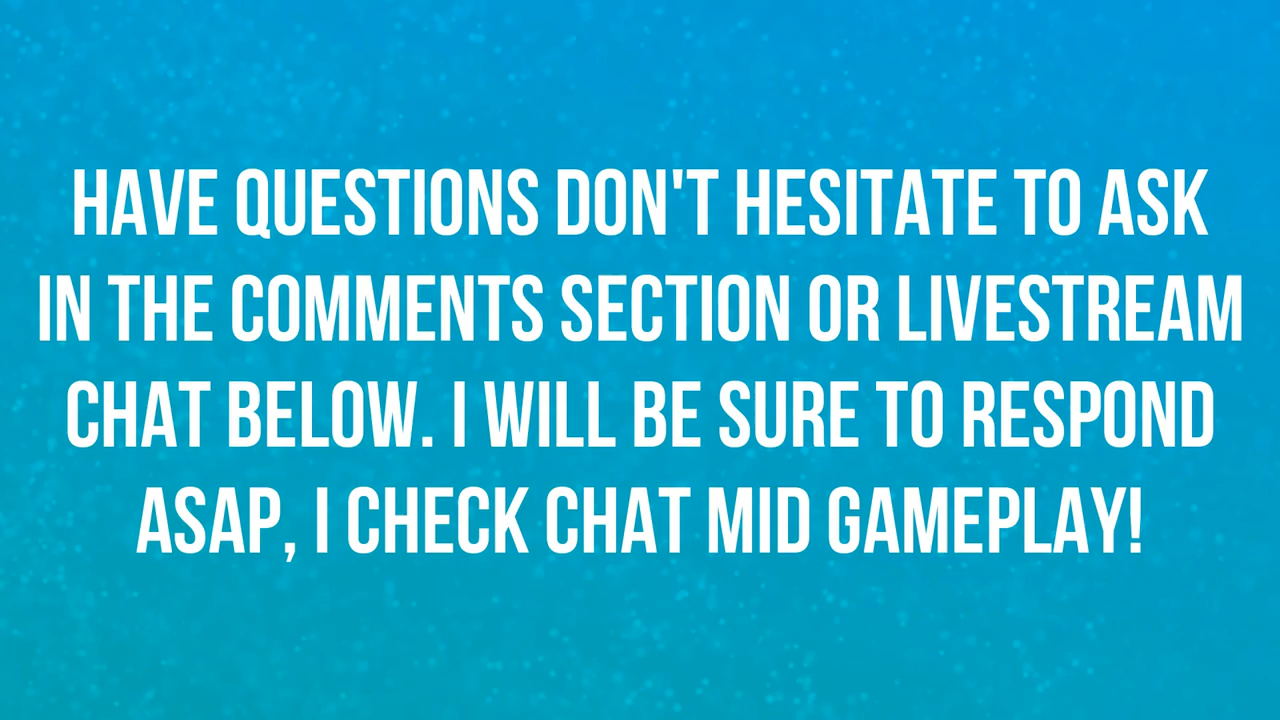 HAVE QUESTIONS DON'T HESITATE TO ASK
IN THE COMMENTS SECTION OR LIVESTREAM
CHAT BELOW. I WILL BE SURE TO RESPOND
ASAP, I CHECK CHAT MID GAMEPLAY!